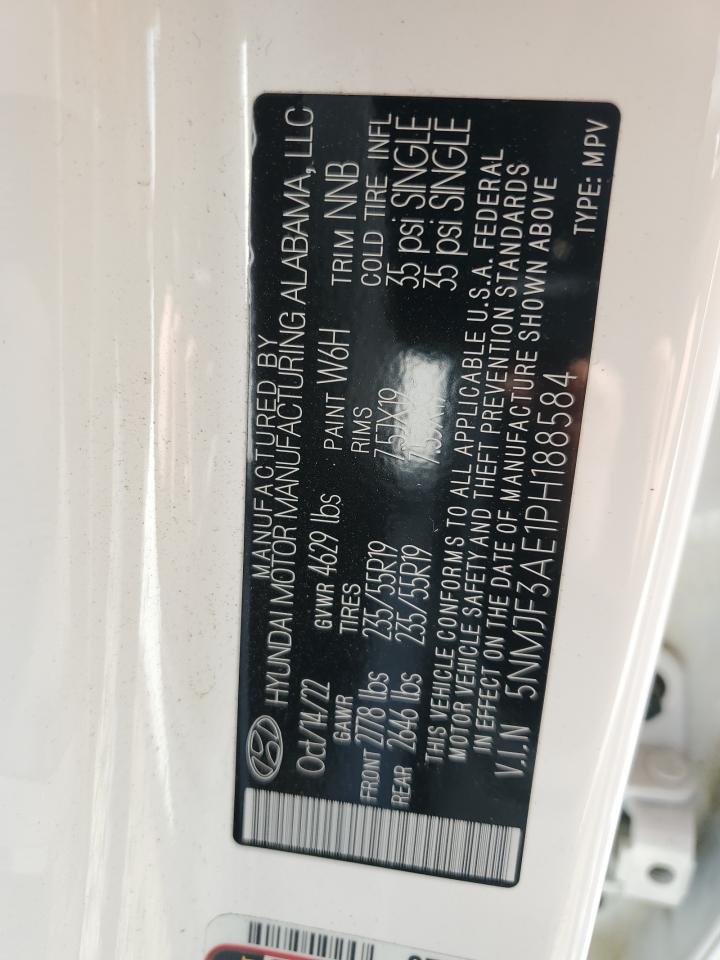 MANUFACTURED BY
HYUNDAI MOTOR MANUFACTURING ALABAMA, LLC
Oct/14/22 GVWR 4629 lbs PAINT W6H TRIM NNB
GAWR TIRES RIMS COLD TIRE INFL
FRONT 2778 lbs 235/55R19 7.5JX19 35 psi SINGLE
REAR 2646 lbs 235/55R19 7.5JX19 35 psi SINGLE
THIS VEHICLE CONFORMS TO ALL APPLICABLE U.S.A. FEDERAL
MOTOR VEHICLE SAFETY AND THEFT PREVENTION STANDARDS
IN EFFECT ON THE DATE OF MANUFACTURE SHOWN ABOVE
V.I.N 5NMJF3AE1PH188584 TYPE: MPV